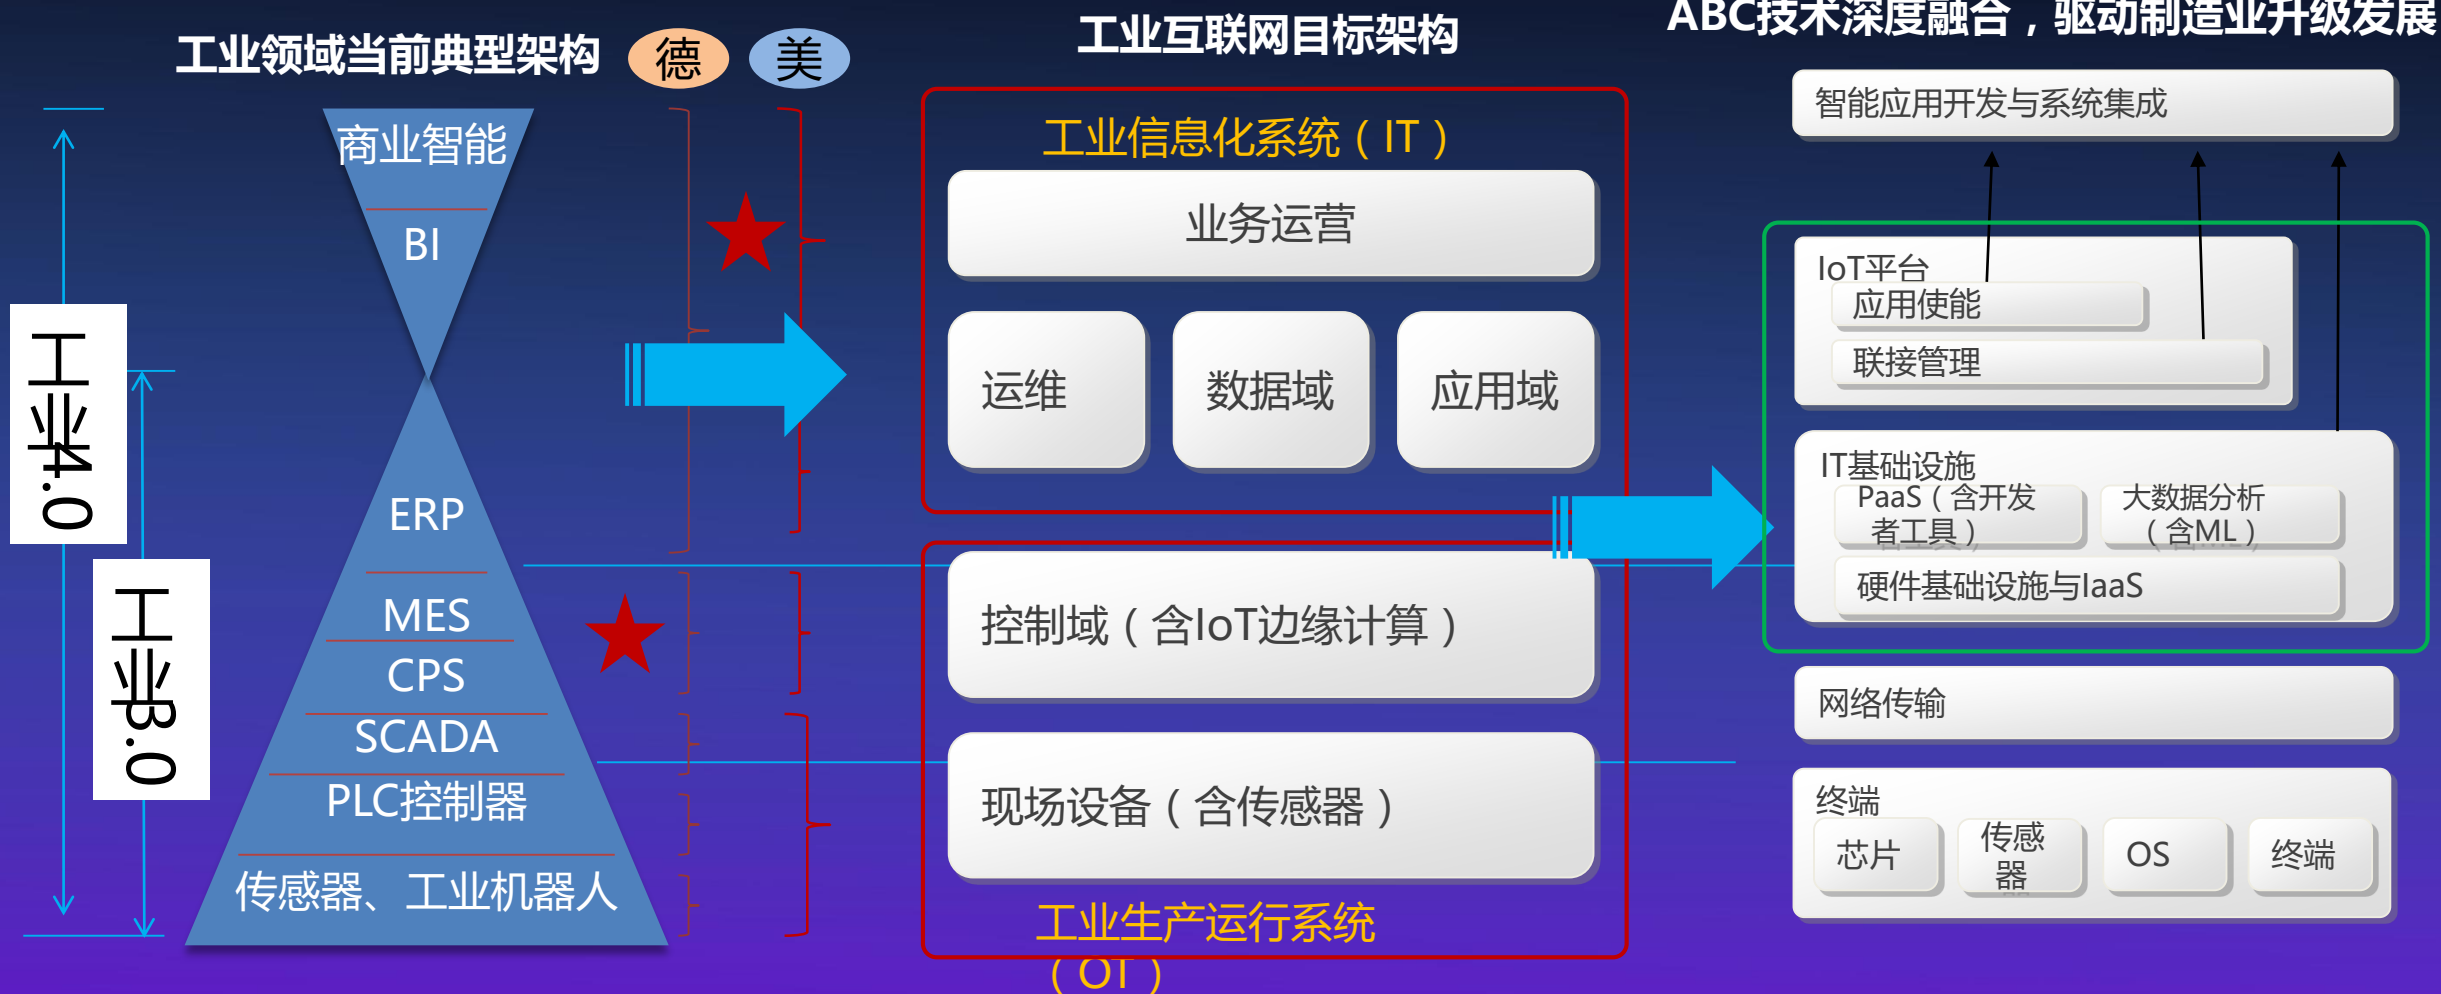 工业领域当前典型架构
德
美
工业互联网目标架构
ABC技术深度融合，驱动制造业升级发展
商业智能
BI
ERP
MES
CPS
SCADA
PLC控制器
传感器、工业机器人
工业4.0
工业3.0
工业信息化系统（IT）
业务运营
运维
数据域
应用域
控制域（含IoT边缘计算）
现场设备（含传感器）
工业生产运行系统
（OT）
智能应用开发与系统集成
IoT平台
应用使能
联接管理
IT基础设施
PaaS（含开发
者工具）
大数据分析
（含ML）
硬件基础设施与IaaS
网络传输
终端
芯片
传感
器
OS
终端